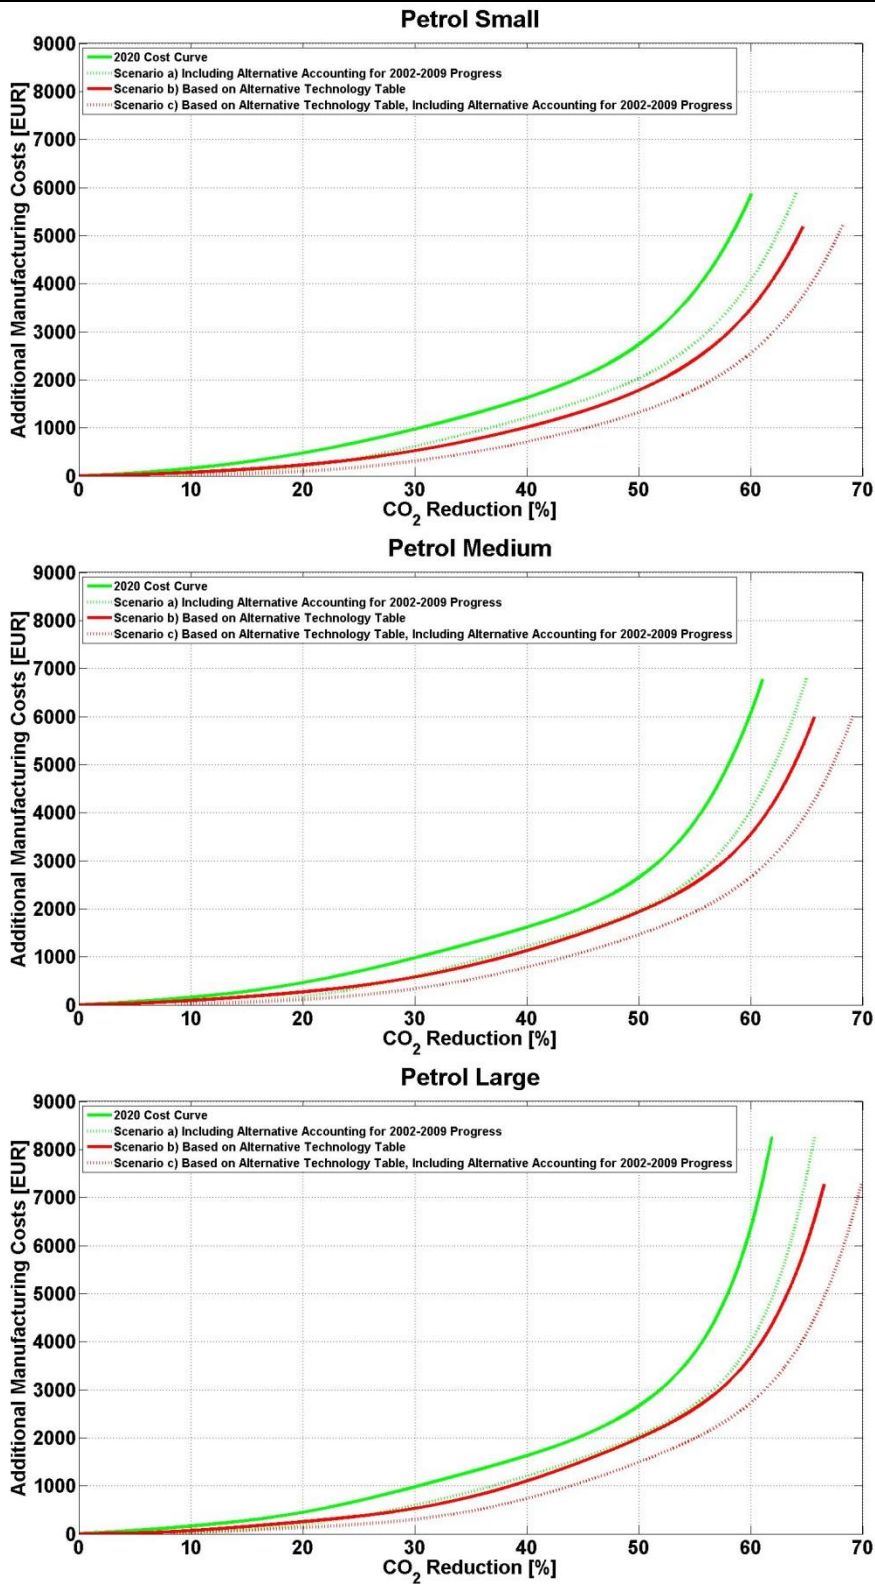 Petrol Small
9000
8000
7000
6000
5000
4000
3000
2000
1000
0
Additional Manufacturing Costs [EUR]
2020 Cost Curve
Scenario a) Including Alternative Accounting for 2002-2009 Progress
Scenario b) Based on Alternative Technology Table
Scenario c) Based on Alternative Technology Table, Including Alternative Accounting for 2002-2009 Progress
0 10 20 30 40 50 60 70
CO2 Reduction [%]
Petrol Medium
9000
8000
7000
6000
5000
4000
3000
2000
1000
0
Additional Manufacturing Costs [EUR]
2020 Cost Curve
Scenario a) Including Alternative Accounting for 2002-2009 Progress
Scenario b) Based on Alternative Technology Table
Scenario c) Based on Alternative Technology Table, Including Alternative Accounting for 2002-2009 Progress
0 10 20 30 40 50 60 70
CO2 Reduction [%]
Petrol Large
9000
8000
7000
6000
5000
4000
3000
2000
1000
0
Additional Manufacturing Costs [EUR]
2020 Cost Curve
Scenario a) Including Alternative Accounting for 2002-2009 Progress
Scenario b) Based on Alternative Technology Table
Scenario c) Based on Alternative Technology Table, Including Alternative Accounting for 2002-2009 Progress
0 10 20 30 40 50 60 70
CO2 Reduction [%]